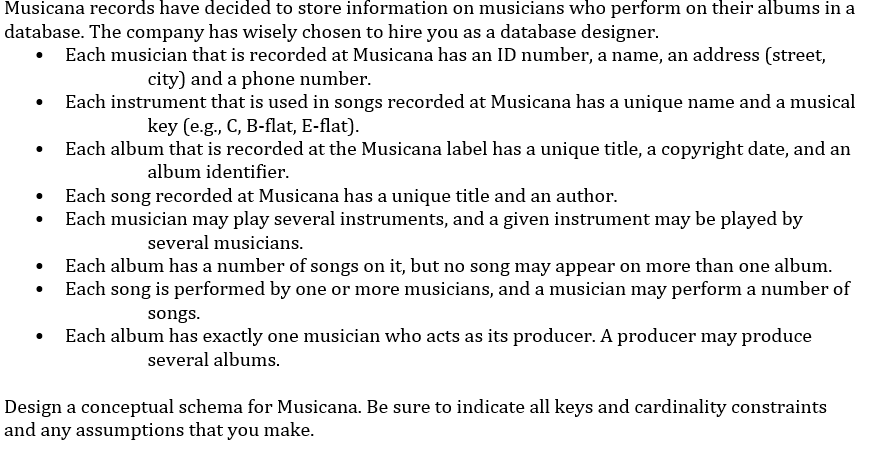 Musicana records have decided to store information on musicians who perform on their albums in a
database. The company has wisely chosen to hire you as a database designer.
• Each musician that is recorded at Musicana has an ID number, a name, an address (street,
city) and a phone number.
• Each instrument that is used in songs recorded at Musicana has a unique name and a musical
key (e.g., C, B-flat, E-flat).
• Each album that is recorded at the Musicana label has a unique title, a copyright date, and an
album identifier.
• Each song recorded at Musicana has a unique title and an author.
• Each musician may play several instruments, and a given instrument may be played by
several musicians.
• Each album has a number of songs on it, but no song may appear on more than one album.
• Each song is performed by one or more musicians, and a musician may perform a number of
songs.
• Each album has exactly one musician who acts as its producer. A producer may produce
several albums.
Design a conceptual schema for Musicana. Be sure to indicate all keys and cardinality constraints
and any assumptions that you make.